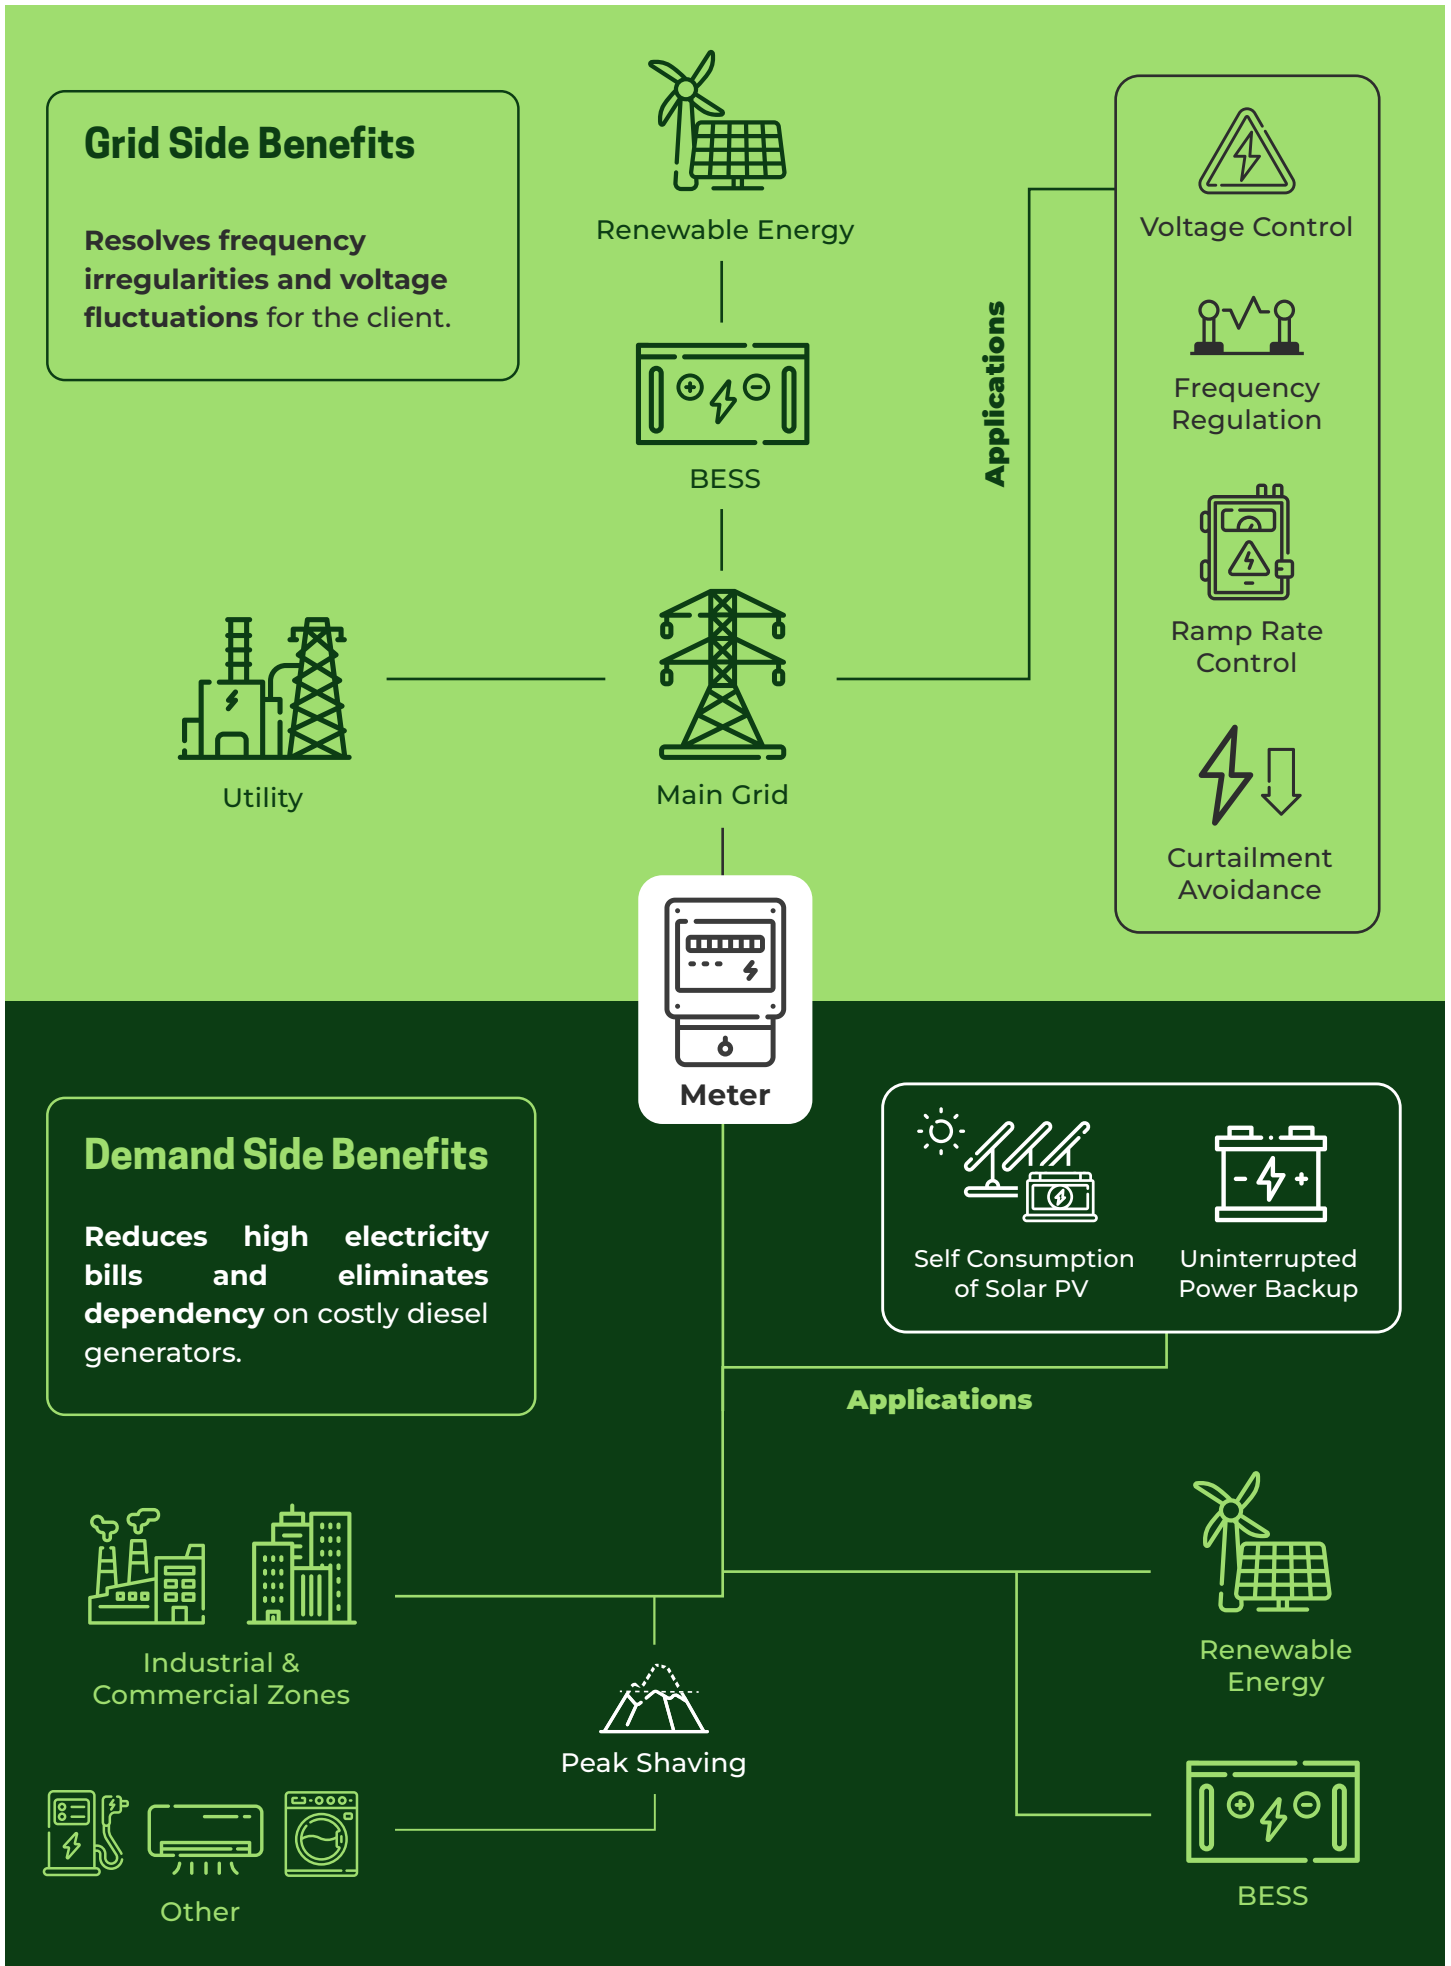 Grid Side Benefits
Resolves frequency
irregularities and voltage
fluctuations for the client.
Renewable Energy
BESS
Utility
Main Grid
Applications
Voltage Control
Frequency
Regulation
Ramp Rate
Control
Curtailment
Avoidance
Meter
Demand Side Benefits
Reduces high electricity
bills and eliminates
dependency on costly diesel
generators.
Self Consumption
of Solar PV
Uninterrupted
Power Backup
Applications
Industrial &
Commercial Zones
Peak Shaving
Other
Renewable
Energy
BESS